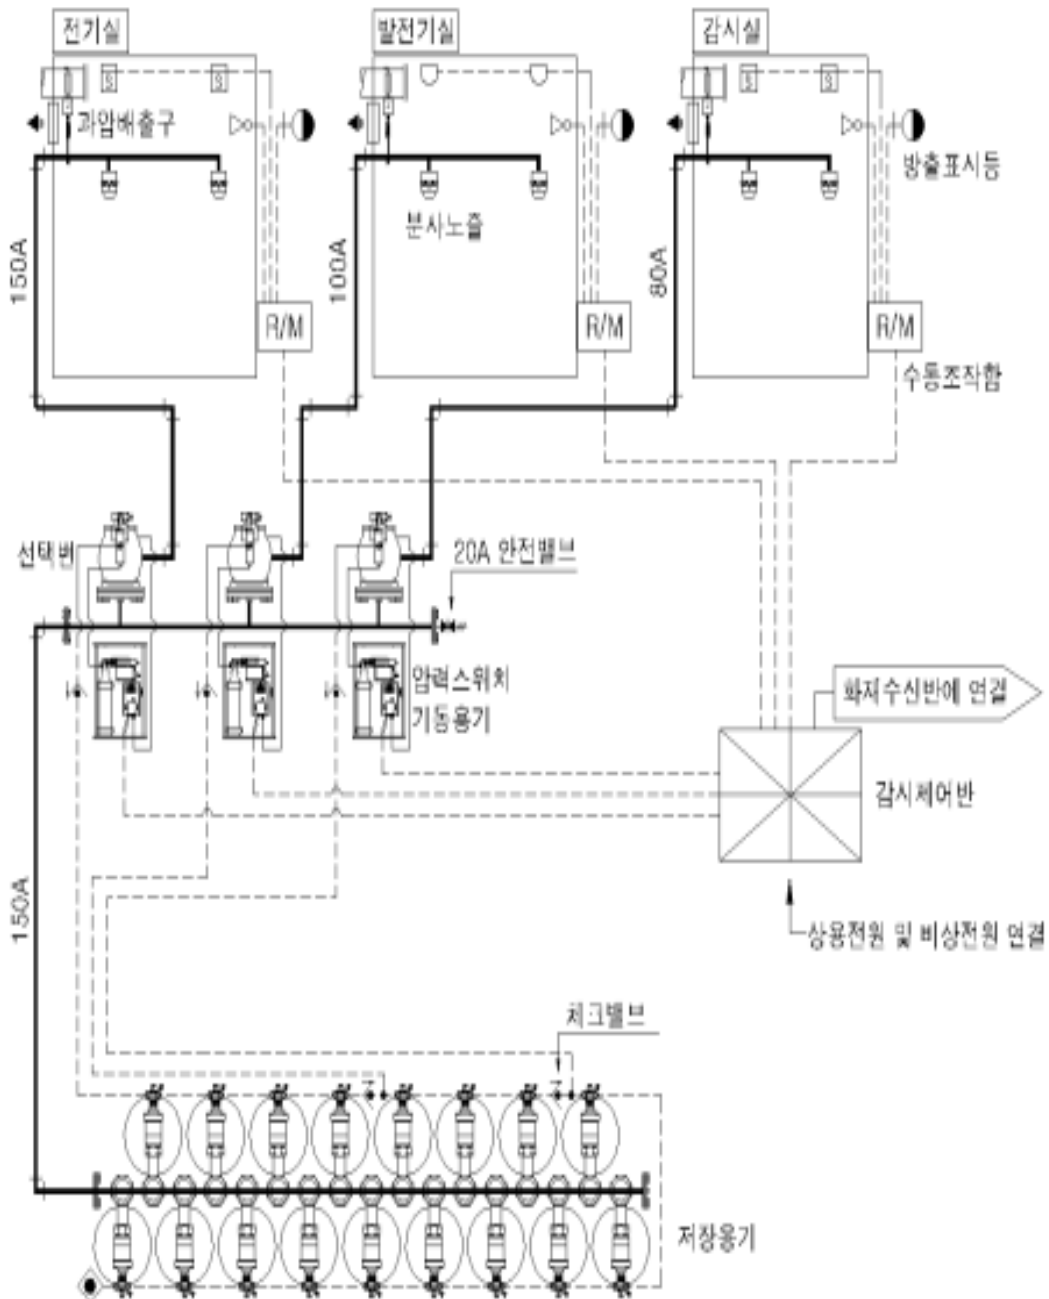 전기실
발전기실
감시실
S
S
S
S
과압배출구
방출표시등
분사노즐
150A
100A
80A
R/M
R/M
R/M
수동조작함
선택변
20A 안전밸브
압력스위치
기동용기
화재수신반에 연결
감시제어반
150A
상용전원 및 비상전원 연결
체크밸브
저장용기